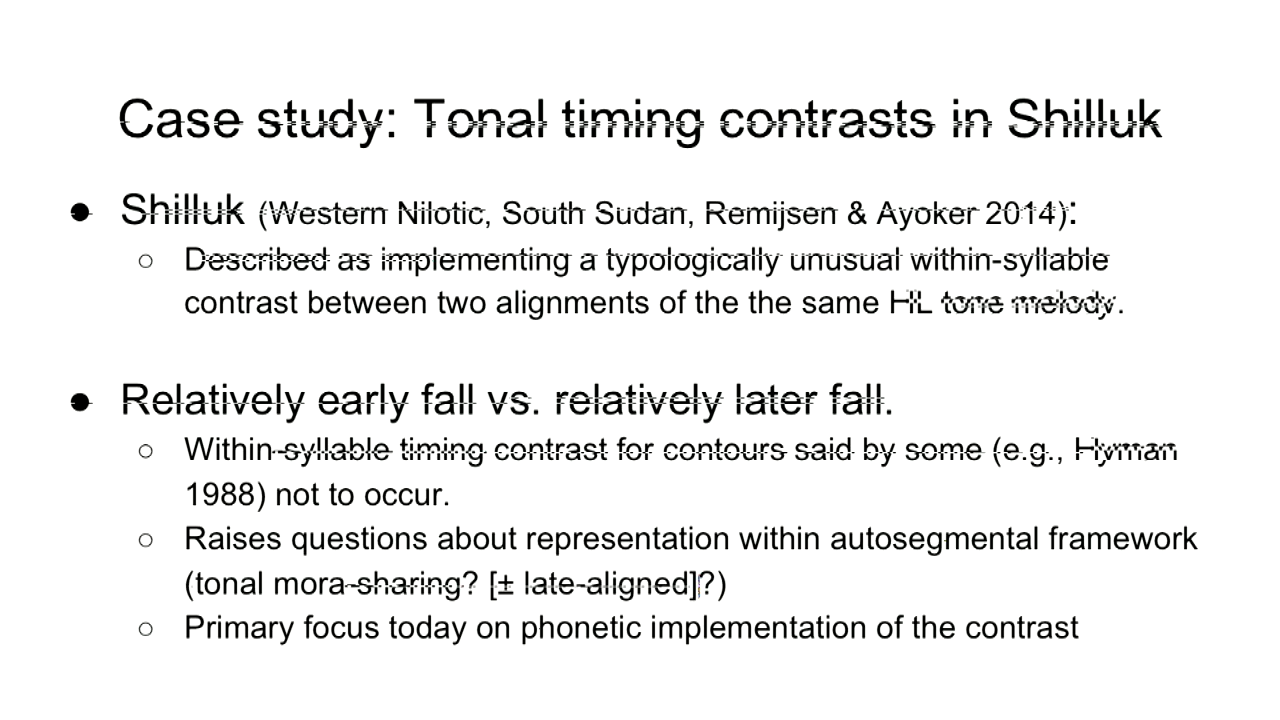 Case study: Tonal timing contrasts in Shilluk
● Shilluk (Western Nilotic, South Sudan, Remijsen & Ayoker 2014):
○ Described as implementing a typologically unusual within-syllable
contrast between two alignments of the the same HL tone melody.
● Relatively early fall vs. relatively later fall.
○ Within-syllable timing contrast for contours said by some (e.g., Hyman
1988) not to occur.
○ Raises questions about representation within autosegmental framework
(tonal mora-sharing? [± late-aligned]?)
○ Primary focus today on phonetic implementation of the contrast